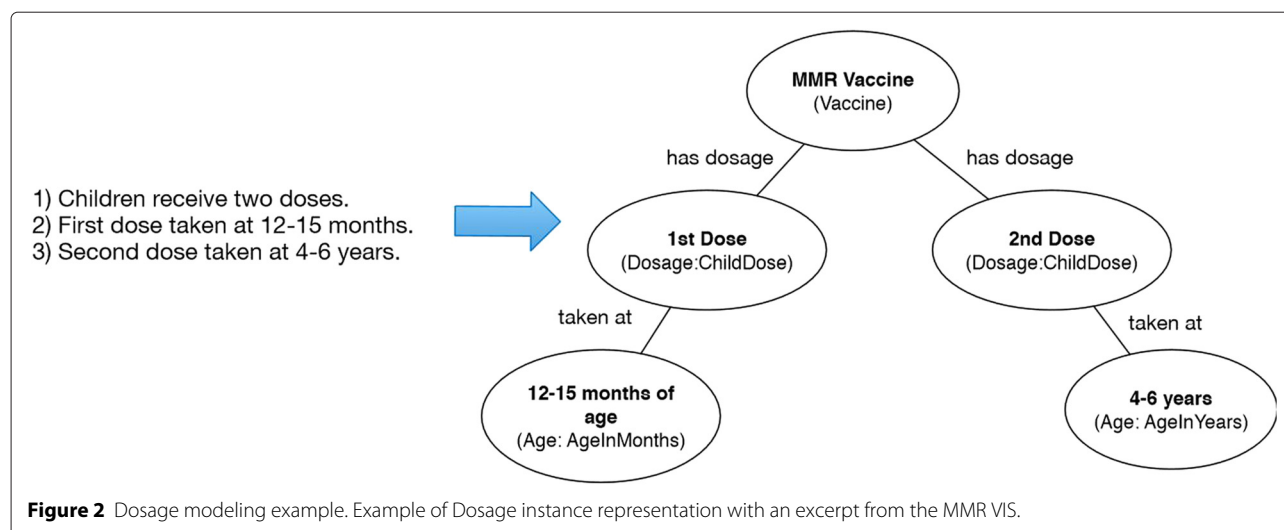 MMR Vaccine
(Vaccine)
has dosage
has dosage
1) Children receive two doses.
2) First dose taken at 12-15 months.
3) Second dose taken at 4-6 years.
1st Dose
(Dosage:ChildDose)
2nd Dose
(Dosage:ChildDose)
taken at
taken at
12-15 months of
age
(Age: AgeInMonths)
4-6 years
(Age: AgeInYears)
Figure 2 Dosage modeling example. Example of Dosage instance representation with an excerpt from the MMR VIS.